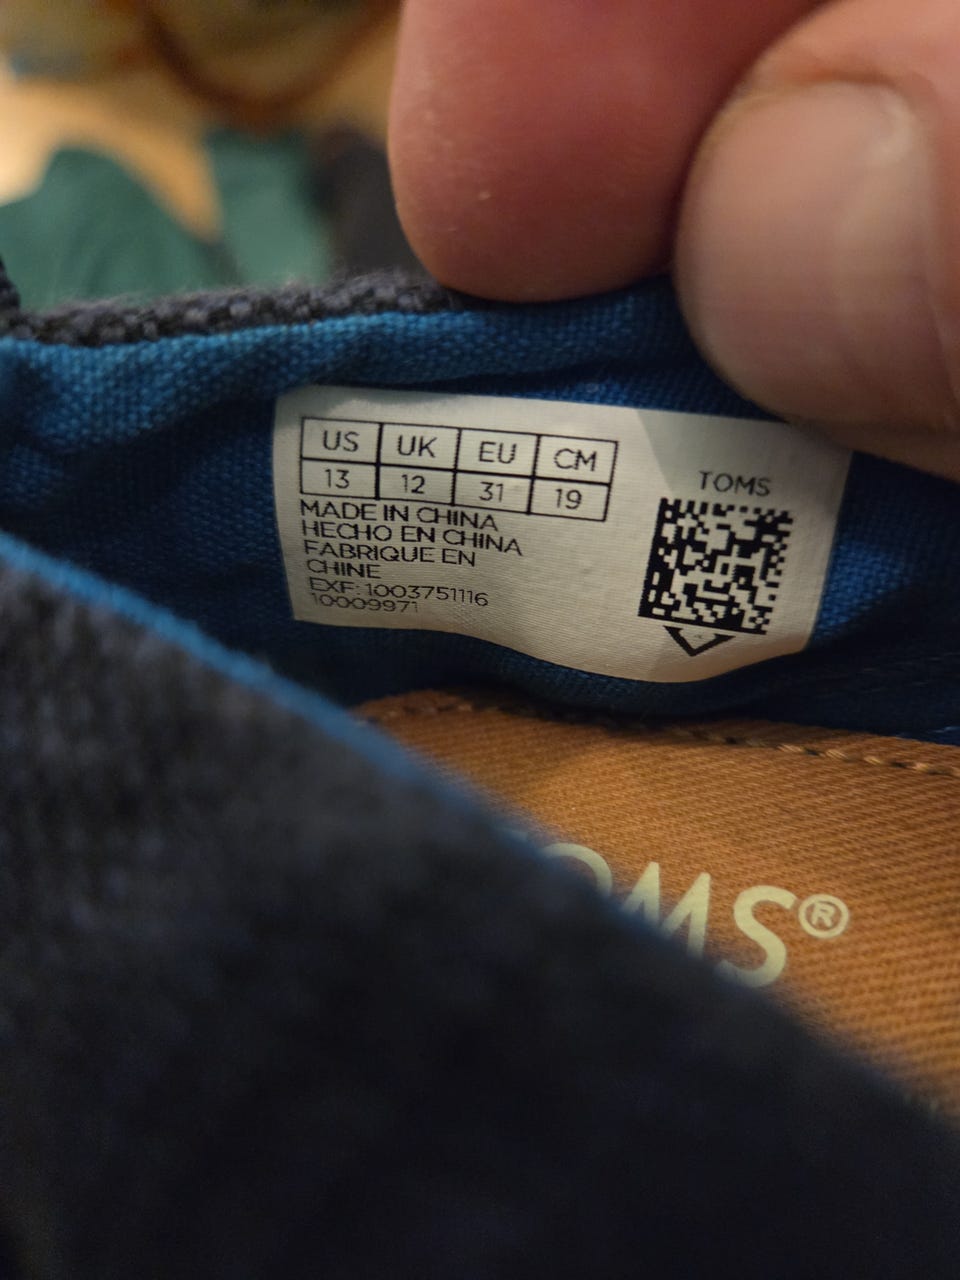 US UK EU CM
13 12 31 19
MADE IN CHINA
HECHO EN CHINA
FABRIQUE EN
CHINE
EXF: 1003751116
10009971
TOMS
OMS®